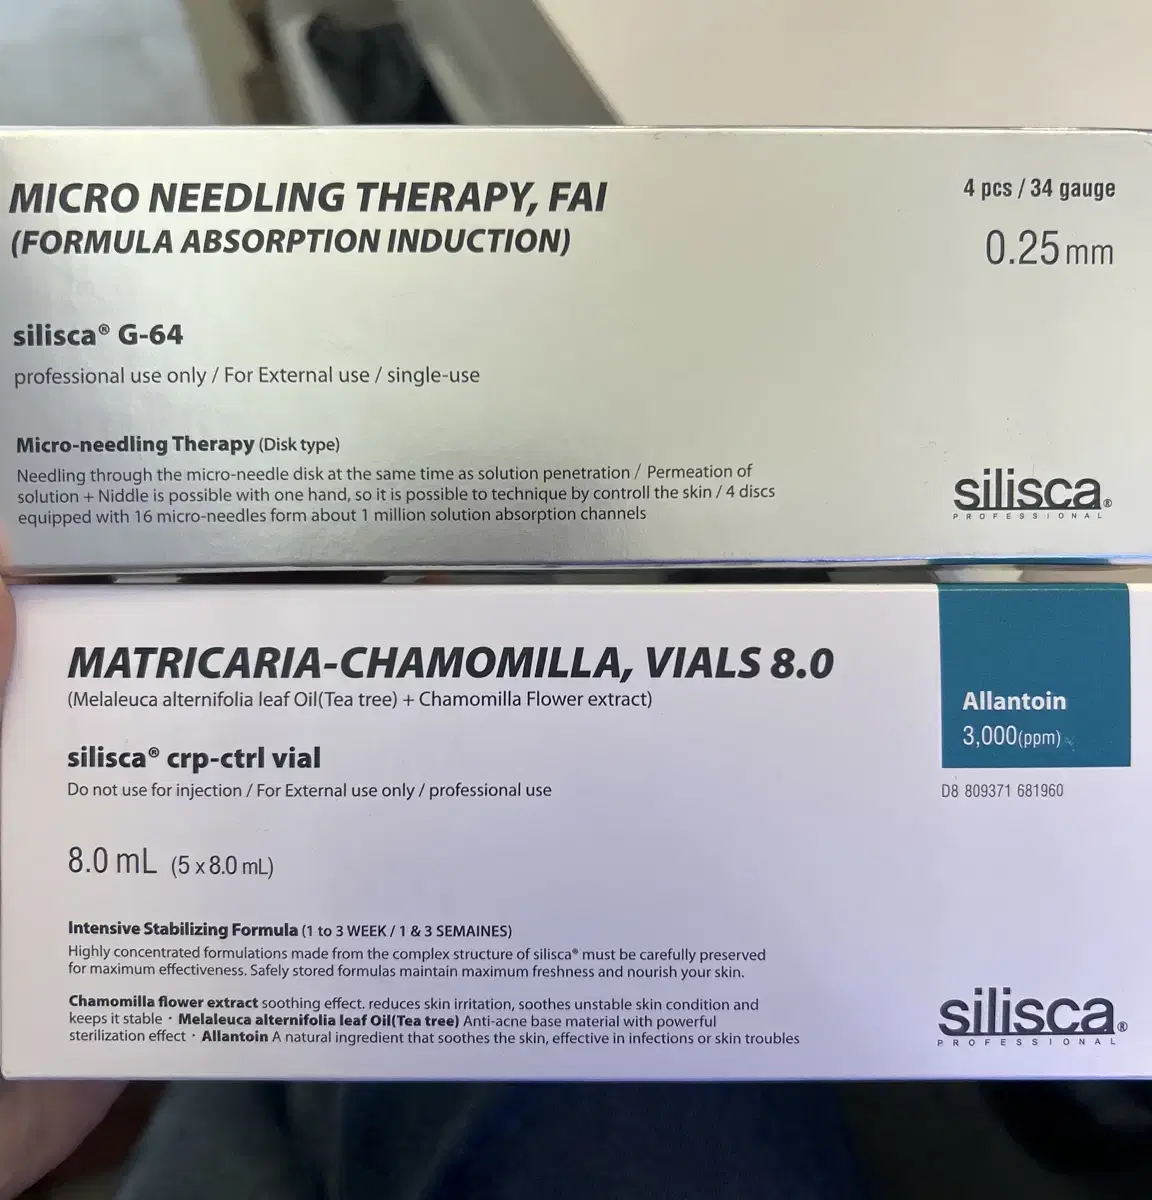 MICRO NEEDLING THERAPY, FAI
(FORMULA ABSORPTION INDUCTION)
4 pcs / 34 gauge
0.25 mm
silisca® G-64
professional use only / For External use / single-use
Micro-needling Therapy (Disk type)
Needling through the micro-needle disk at the same time as solution penetration / Permeation of
solution + Niddle is possible with one hand, so it is possible to technique by controll the skin / 4 discs
equipped with 16 micro-needles form about 1 million solution absorption channels
silisca®
PROFESSIONAL
MATRICARIA-CHAMOMILLA, VIALS 8.0
(Melaleuca alternifolia leaf Oil(Tea tree) + Chamomilla Flower extract)
Allantoin
3,000(ppm)
D8 809371 681960
silisca® crp-ctrl vial
Do not use for injection / For External use only / professional use
8.0 mL (5 x 8.0 mL)
Intensive Stabilizing Formula (1 to 3 WEEK / 1 & 3 SEMAINES)
Highly concentrated formulations made from the complex structure of silisca® must be carefully preserved
for maximum effectiveness. Safely stored formulas maintain maximum freshness and nourish your skin.
Chamomilla flower extract soothing effect. reduces skin irritation, soothes unstable skin condition and
keeps it stable · Melaleuca alternifolia leaf Oil(Tea tree) Anti-acne base material with powerful
sterilization effect · Allantoin A natural ingredient that soothes the skin, effective in infections or skin troubles
silisca®
PROFESSIONAL